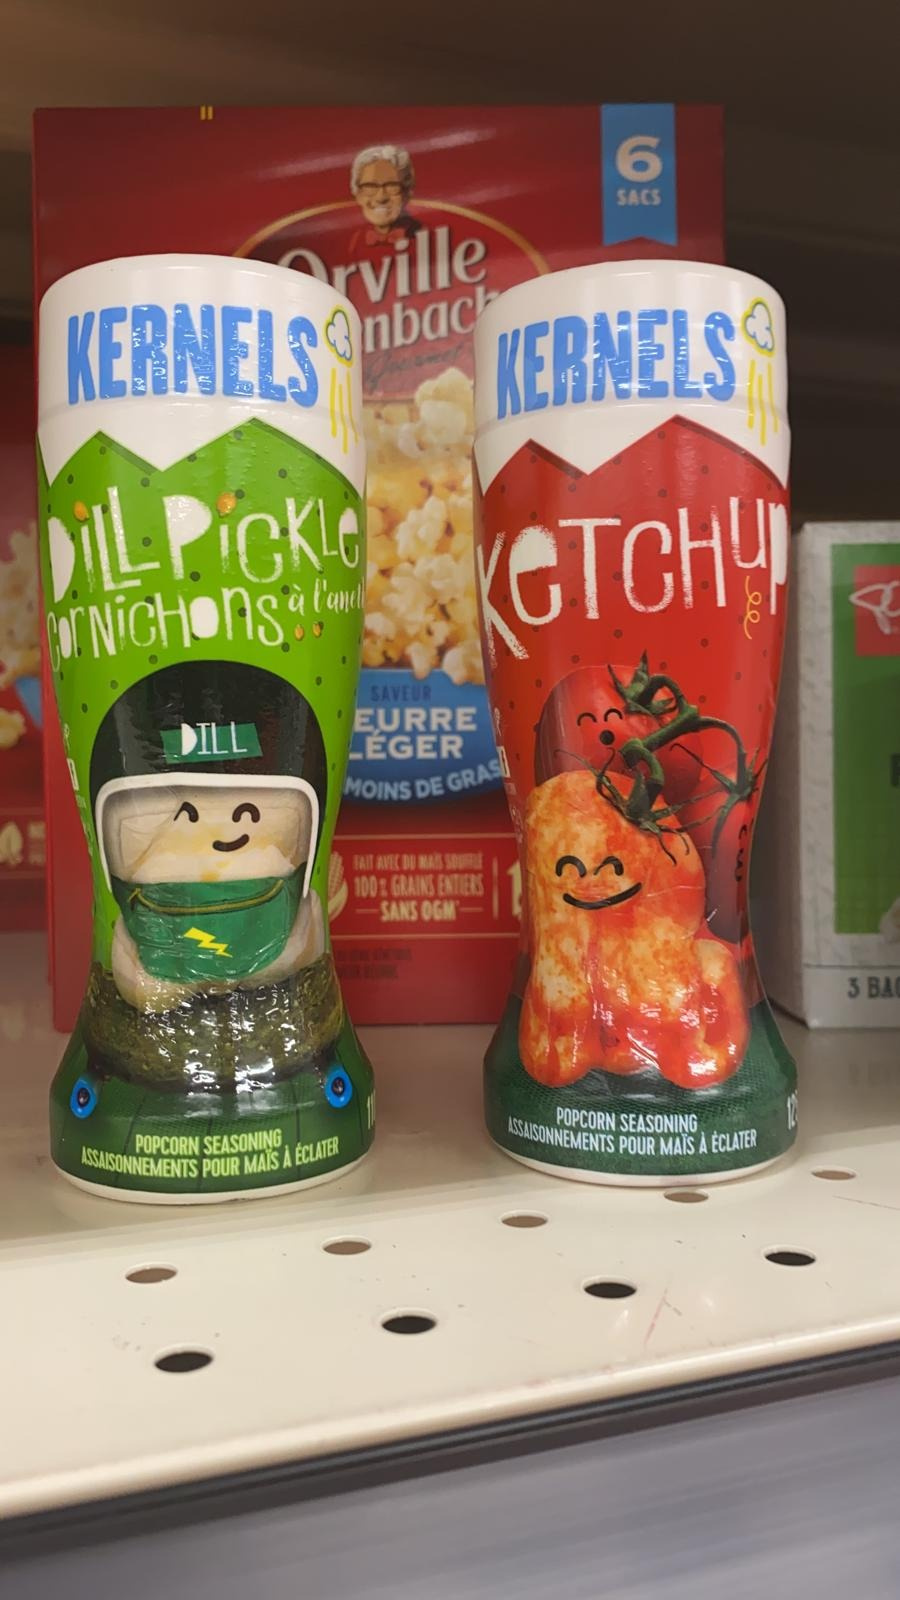 6
SACS
Orville
KERNELS
DILL PICKLE
CORNICHONS à l'aneth
DILL
POPCORN SEASONING
ASSAISONNEMENTS POUR MAÏS À ÉCLATER
KERNELS
KETCHUP
POPCORN SEASONING
ASSAISONNEMENTS POUR MAÏS À ÉCLATER
SAVEUR
EURRE
LÉGER
MOINS DE GRAS
FAIT AVEC DU MAÏS SOUFFLÉ
100% GRAINS ENTIERS
SANS OGM
3 BAG